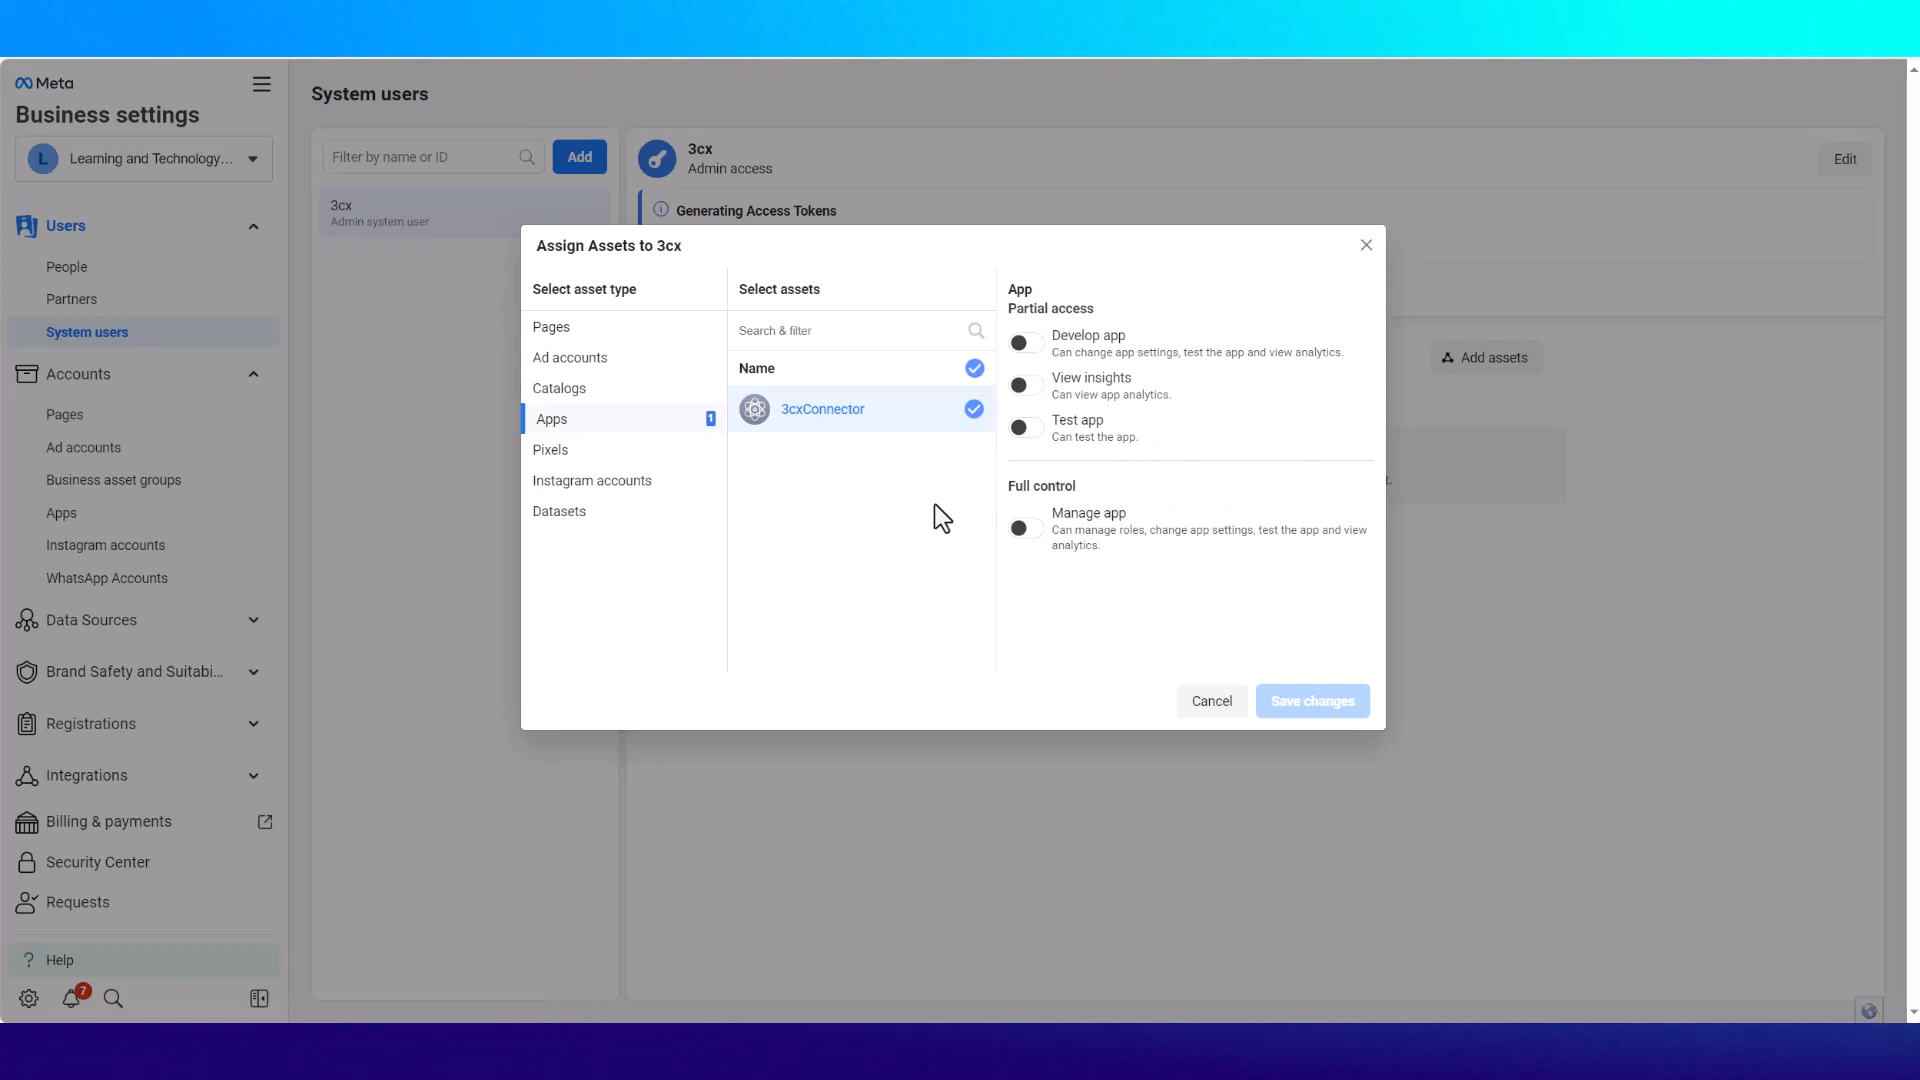 Meta
Business settings
L
Learning and Technology...
Users
People
Partners
System users
Accounts
Pages
Ad accounts
Business asset groups
Apps
Instagram accounts
WhatsApp Accounts
Data Sources
Brand Safety and Suitabi...
Registrations
Integrations
Billing & payments
Security Center
Requests
? Help
7
System users
Filter by name or ID
Add
3cx
Admin system user
3cx
Admin access
Edit
Generating Access Tokens
Add assets
t.
Assign Assets to 3cx
Select asset type
Pages
Ad accounts
Catalogs
Apps
1
Pixels
Instagram accounts
Datasets
Select assets
Search & filter
Name
3cxConnector
App
Partial access
Develop app
Can change app settings, test the app and view analytics.
View insights
Can view app analytics.
Test app
Can test the app.
Full control
Manage app
Can manage roles, change app settings, test the app and view
analytics.
Cancel
Save changes